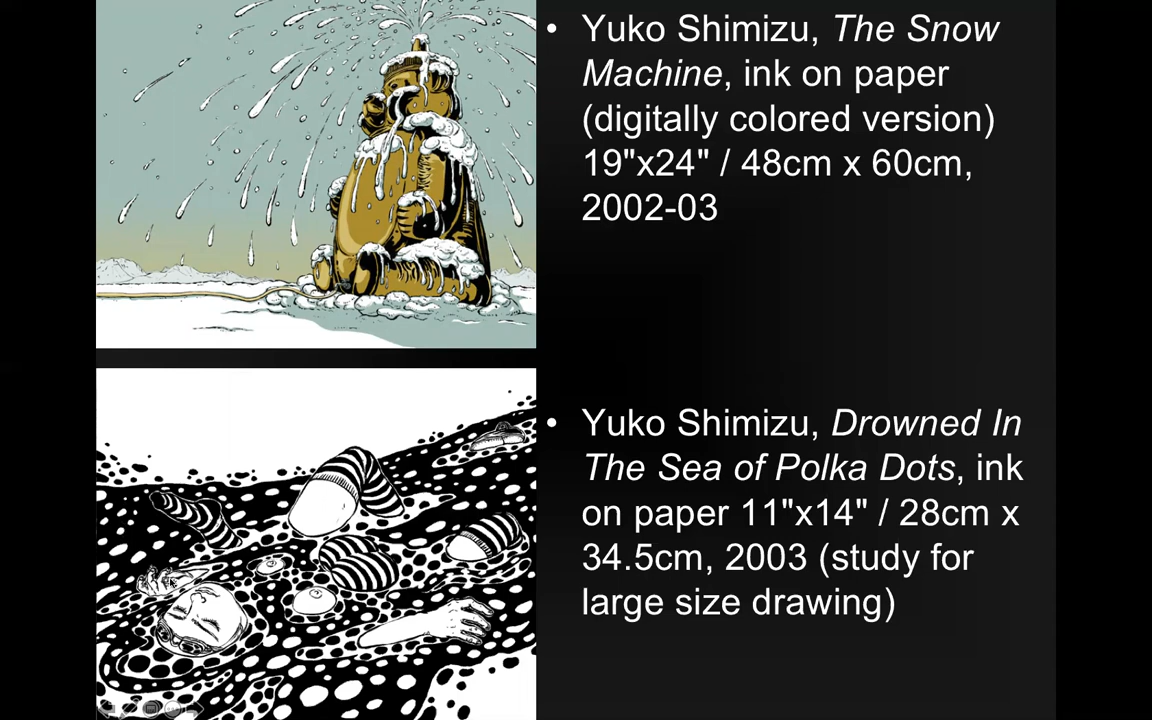 • Yuko Shimizu, The Snow
Machine, ink on paper
(digitally colored version)
19"x24" / 48cm x 60cm,
2002-03
• Yuko Shimizu, Drowned In
The Sea of Polka Dots, ink
on paper 11"x14" / 28cm x
34.5cm, 2003 (study for
large size drawing)